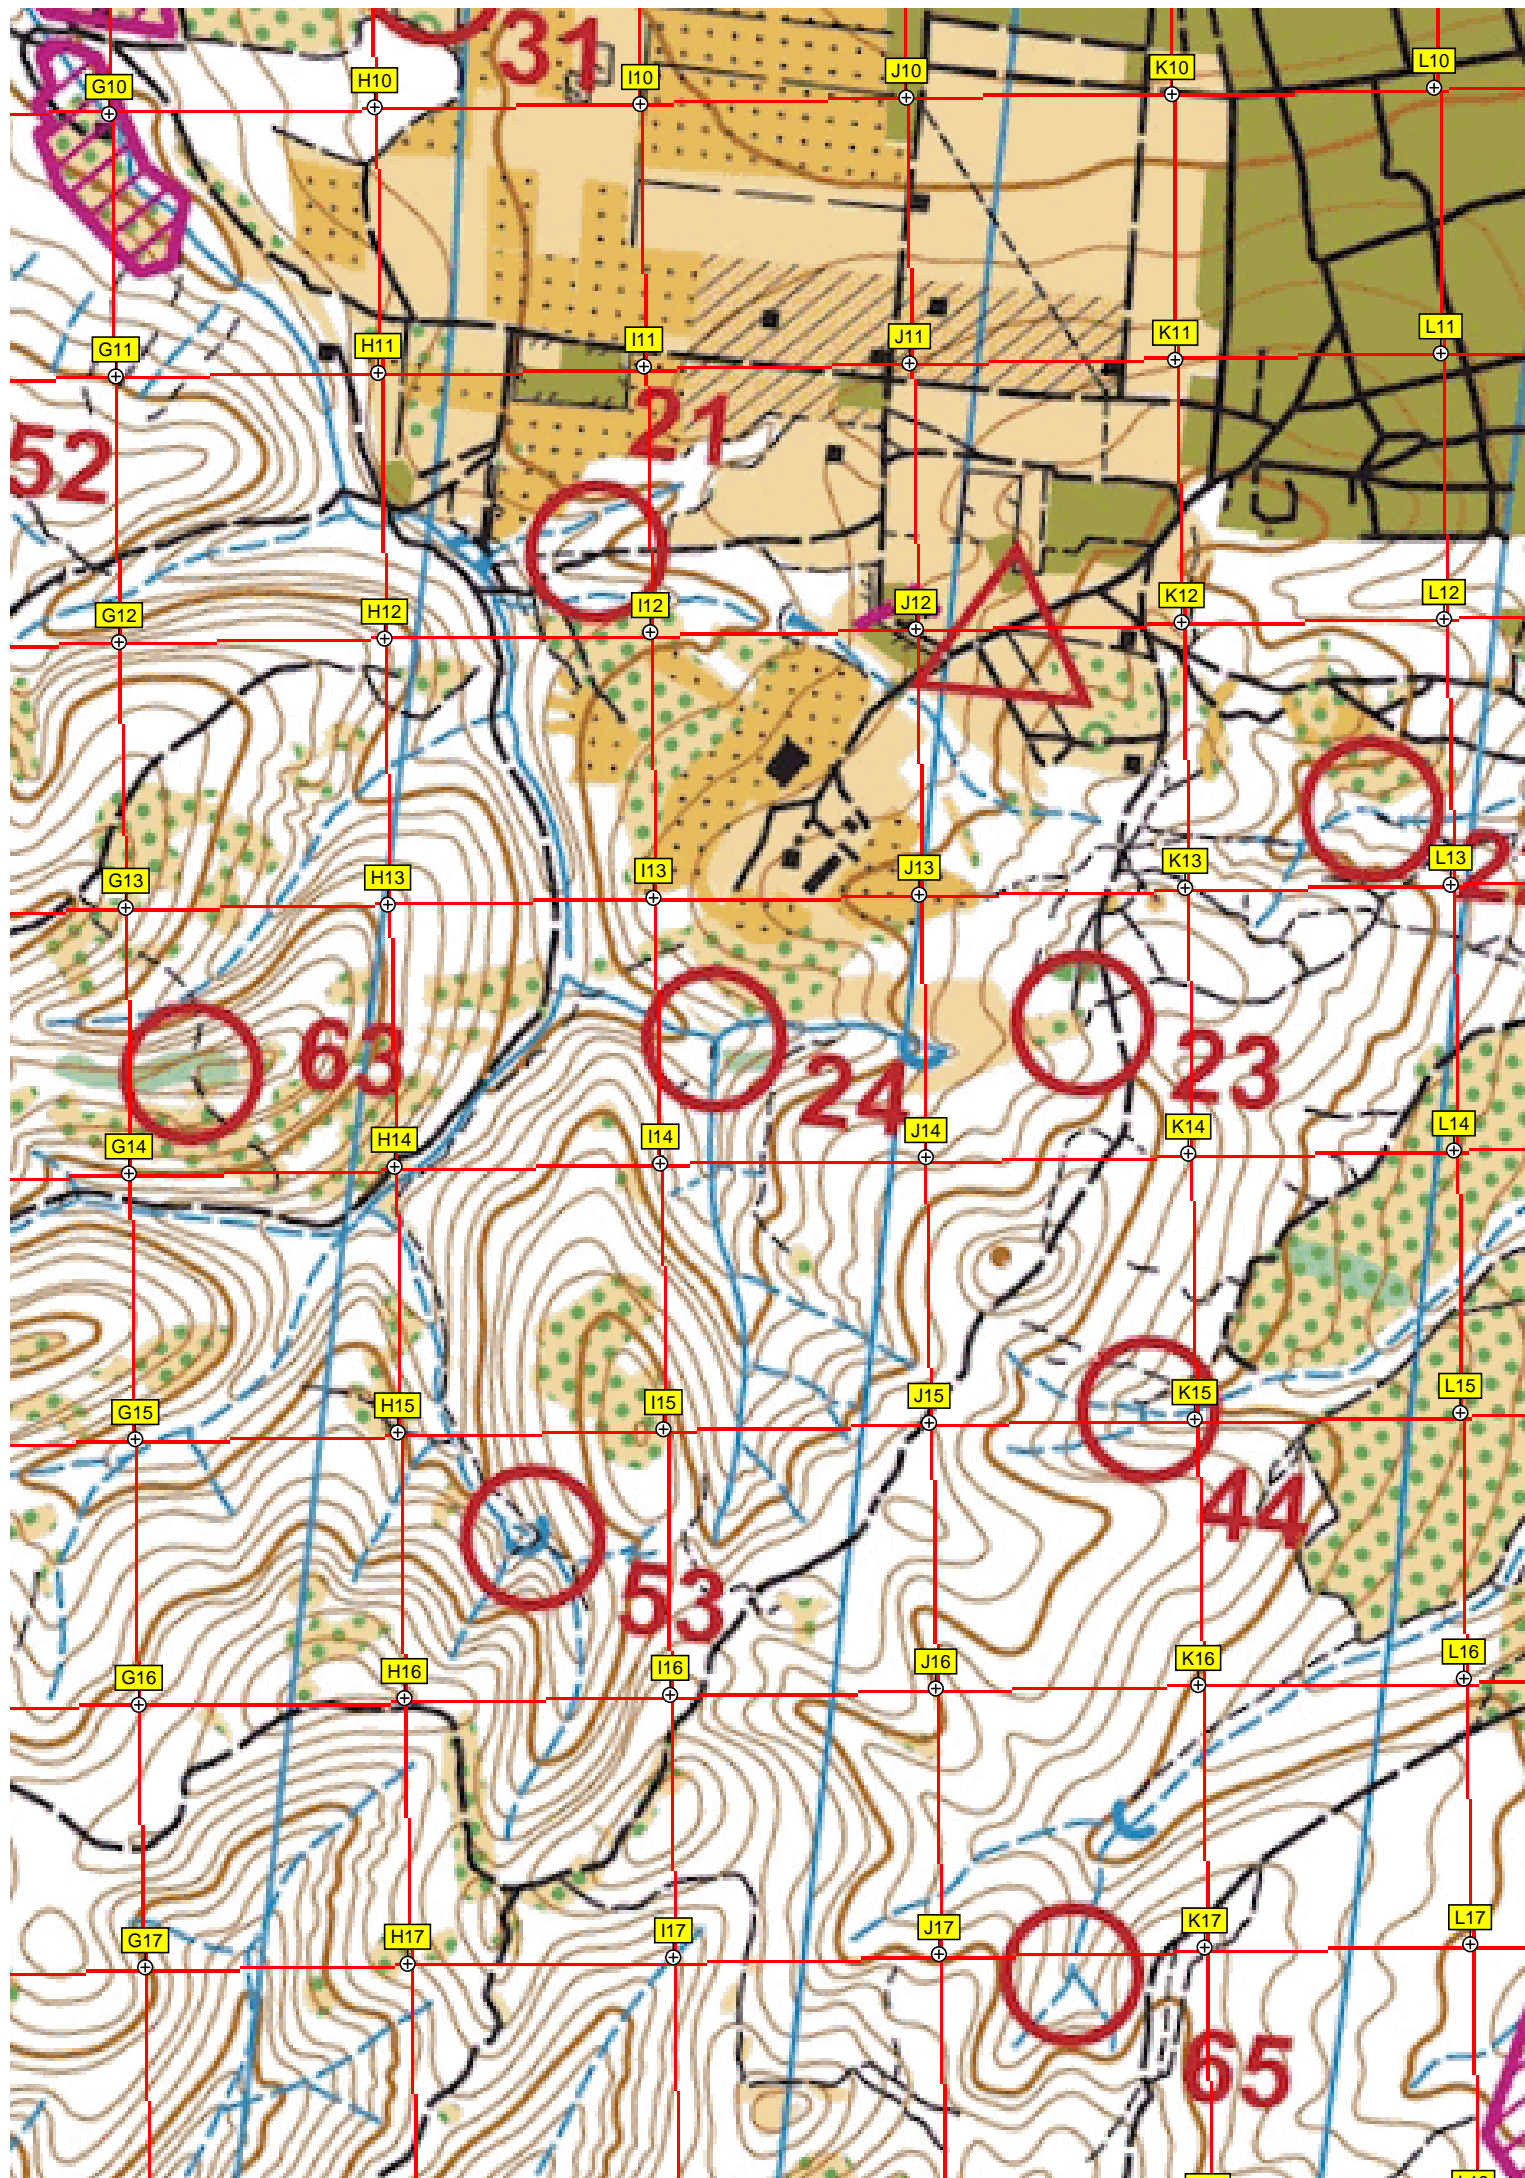 31
G10 H10 I10 J10 K10 L10
G11 H11 I11 J11 K11 L11
21
52
G12 H12 I12 J12 K12 L12
G13 H13 I13 J13 K13 L13
63 24 23
G14 H14 I14 J14 K14 L14
G15 H15 I15 J15 K15 L15
44
53
G16 H16 I16 J16 K16 L16
G17 H17 I17 J17 K17 L17
65